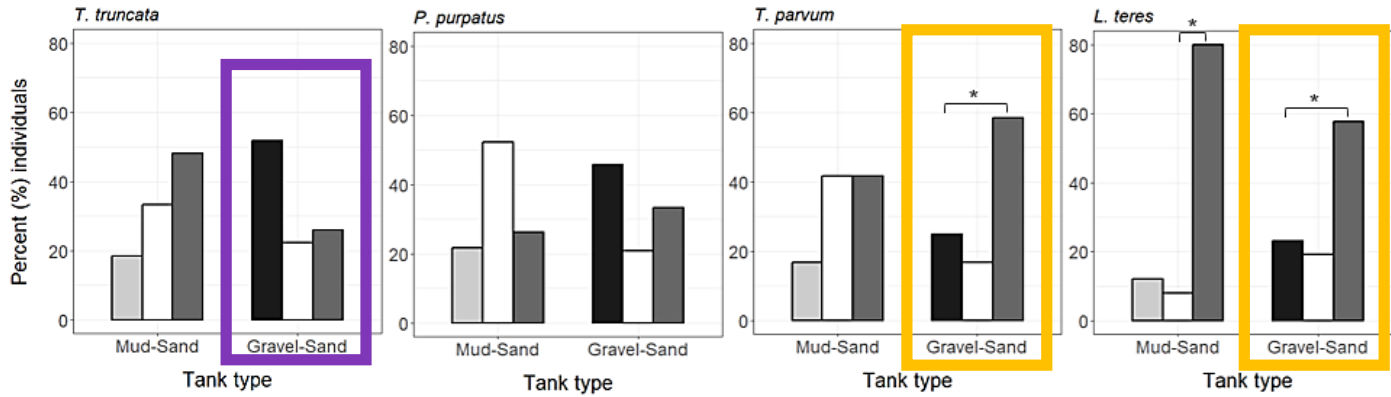 T. truncata
P. purpatus
T. parvum
L. teres
Percent (%) individuals
80
60
40
20
0
Mud-Sand
Gravel-Sand
Tank type
80
60
40
20
0
Mud-Sand
Gravel-Sand
Tank type
80
60
40
20
0
*
Mud-Sand
Gravel-Sand
Tank type
80
60
40
20
0
*
*
Mud-Sand
Gravel-Sand
Tank type